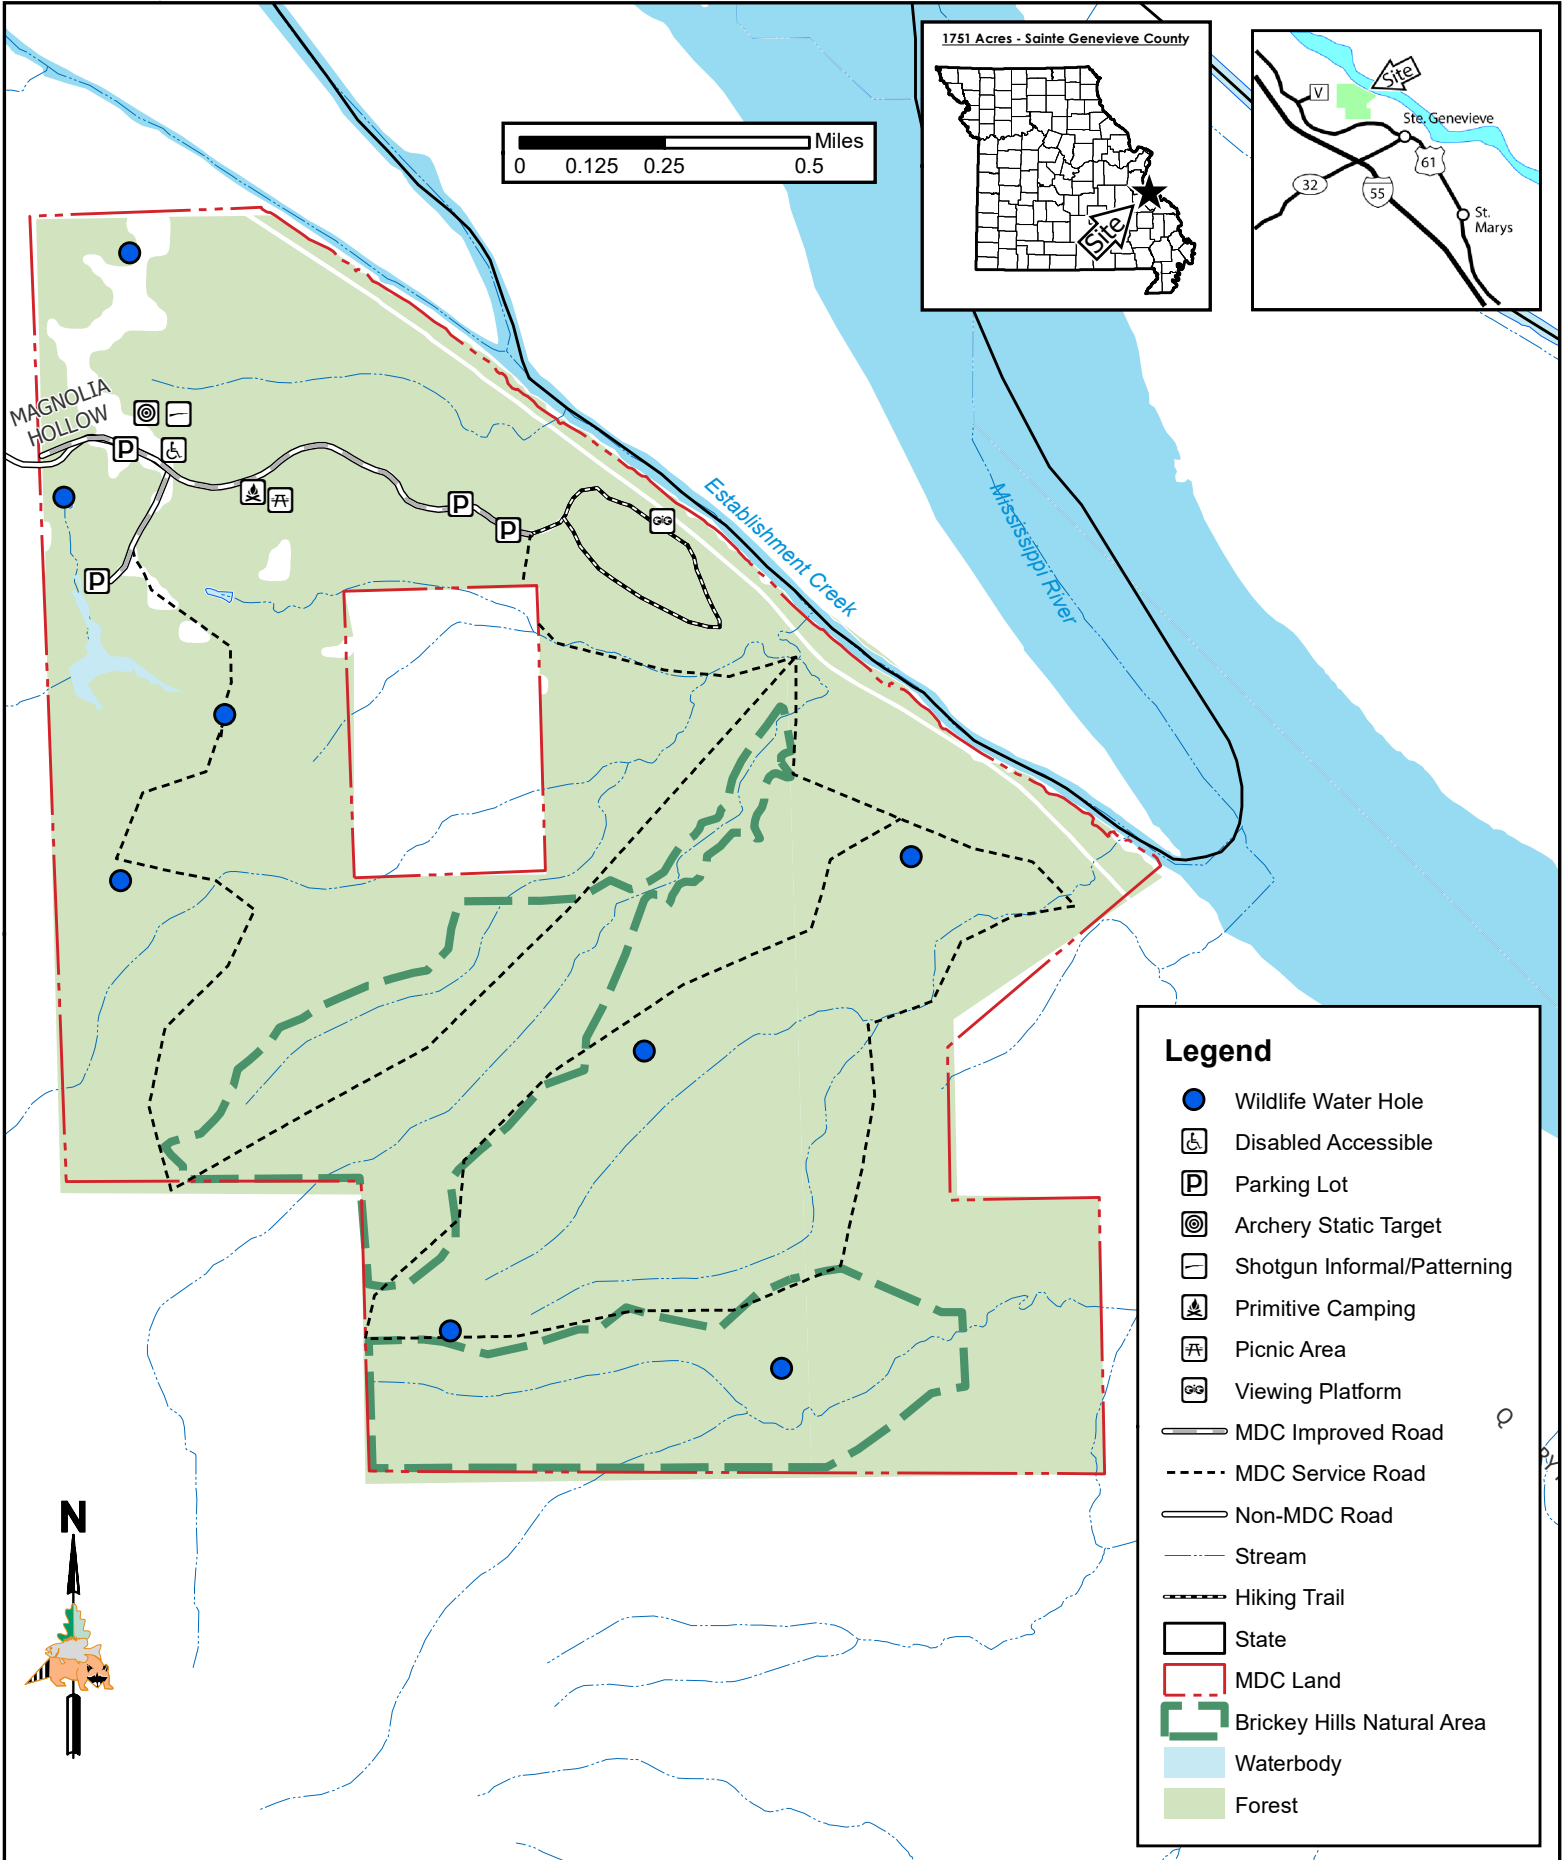 1751 Acres - Sainte Genevieve County
Site
Site
V
Ste. Genevieve
61
32
55
St.
Marys
Miles
0 0.125 0.25 0.5
MAGNOLIA
HOLLOW
P
P
P
P
Establishment Creek
Mississippi River
Legend
Wildlife Water Hole
Disabled Accessible
P Parking Lot
Archery Static Target
Shotgun Informal/Patterning
Primitive Camping
Picnic Area
Viewing Platform
MDC Improved Road
MDC Service Road
Non-MDC Road
Stream
Hiking Trail
State
MDC Land
Brickey Hills Natural Area
Waterbody
Forest
N